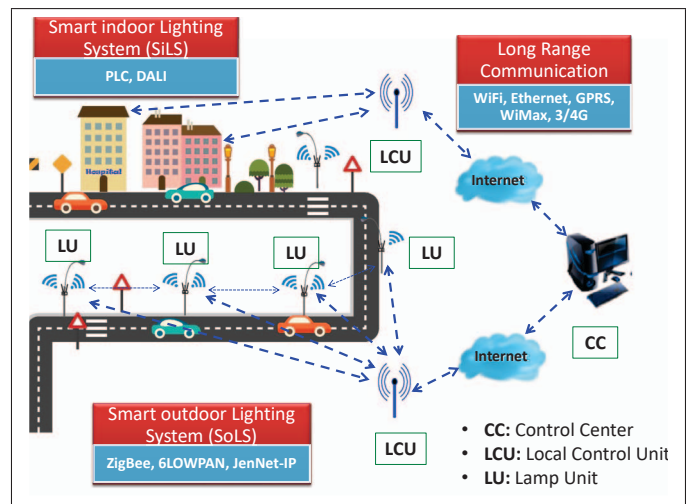 Smart indoor Lighting
System (SiLS)
PLC, DALI
Long Range
Communication
WiFi, Ethernet, GPRS,
WiMax, 3/4G
LCU
Hospital
Internet
LU
LU
LU
LU
CC
Internet
LCU
Smart outdoor Lighting
System (SoLS)
ZigBee, 6LOWPAN, JenNet-IP
• CC: Control Center
• LCU: Local Control Unit
• LU: Lamp Unit